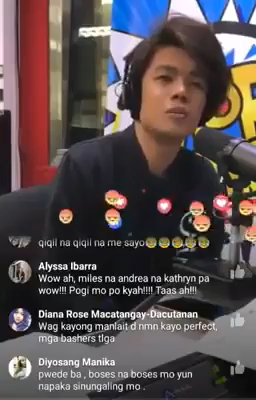 qiqil na qiqil na me sayo
Alyssa Ibarra
Wow ah, miles na andrea na kathryn pa
wow!!! Pogi mo po kyah!!!! Taas ah!!!
Diana Rose Macatangay-Dacutanan
Wag kayong manlait d nmn kayo perfect,
mga bashers tlga
Diyosang Manika
pwede ba , boses na boses mo yun
napaka sinungaling mo .